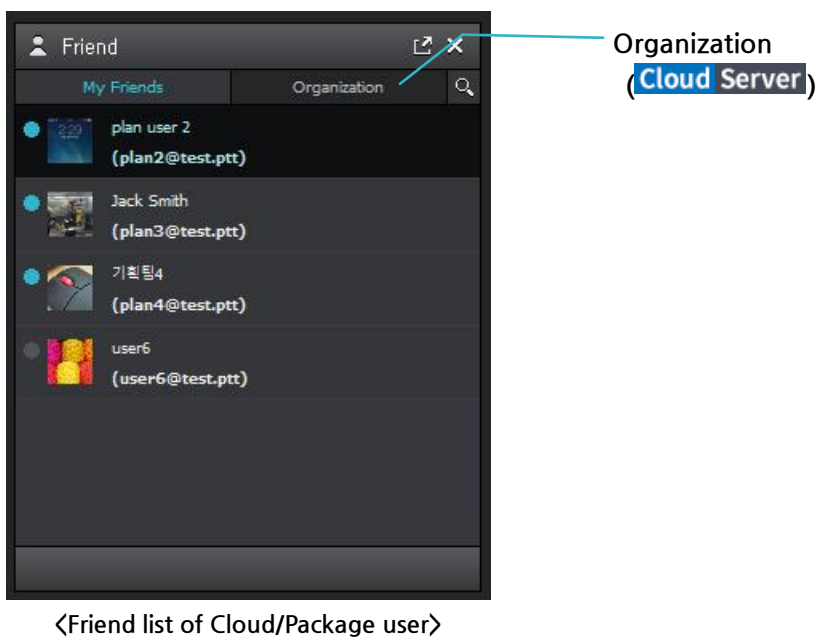 Friend
My Friends
Organization
plan user 2
(plan2@test.ptt)
Jack Smith
(plan3@test.ptt)
기획팀4
(plan4@test.ptt)
user6
(user6@test.ptt)
Organization
(Cloud Server)
〈Friend list of Cloud/Package user〉